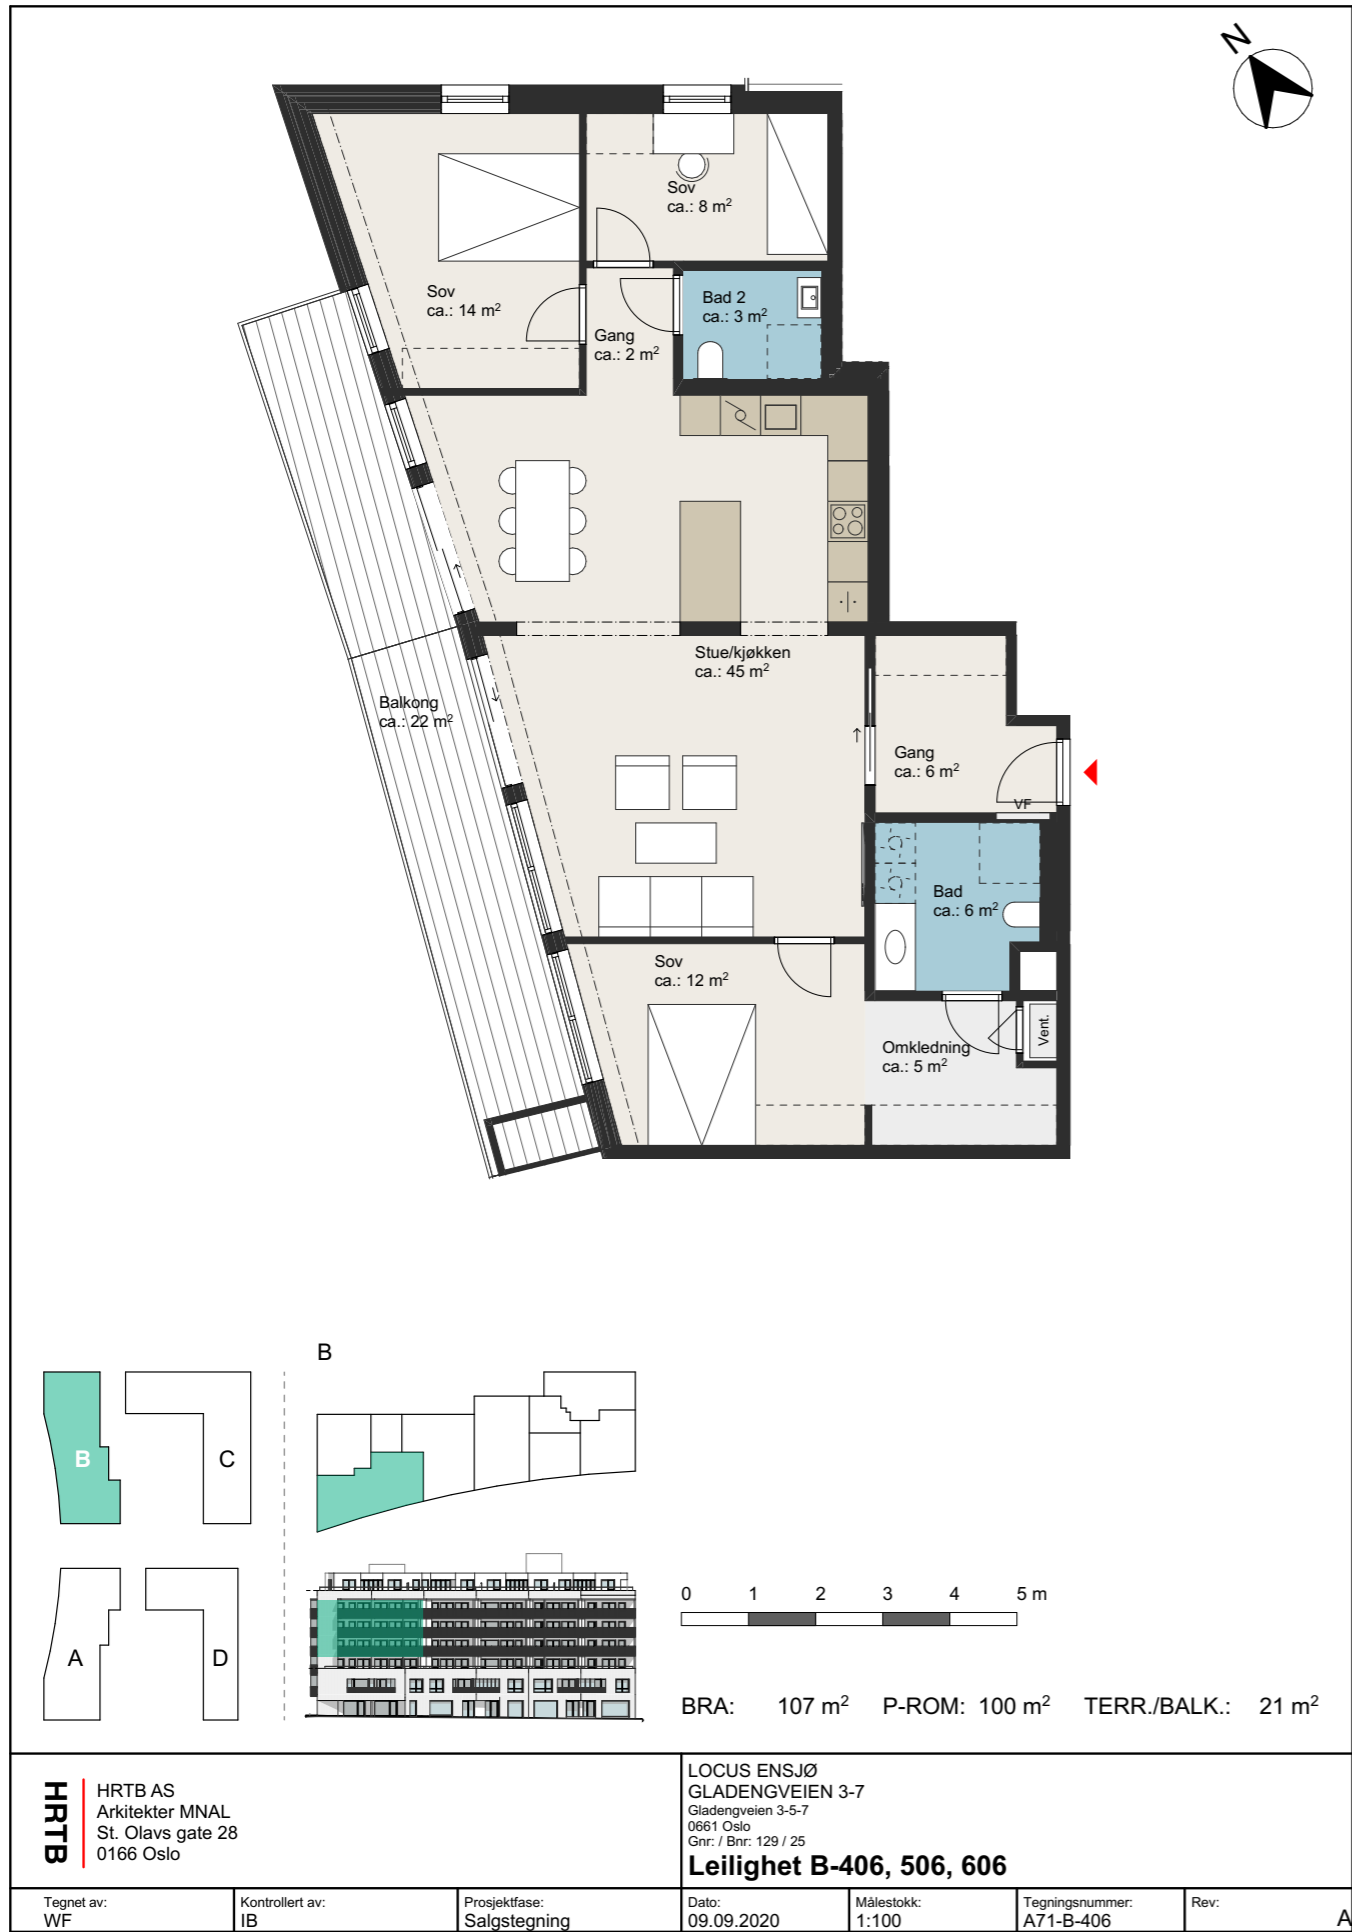 N
Sov
ca.: 8 m²
Sov
ca.: 14 m²
Bad 2
ca.: 3 m²
Gang
ca.: 2 m²
Stue/kjøkken
ca.: 45 m²
Balkong
ca.: 22 m²
Gang
ca.: 6 m²
VF
Bad
ca.: 6 m²
Sov
ca.: 12 m²
Omkledning
ca.: 5 m²
Vent.
B
B
C
A
D
0 1 2 3 4 5 m
BRA: 107 m² P-ROM: 100 m² TERR./BALK.: 21 m²
HRTB
HRTB AS
Arkitekter MNAL
St. Olavs gate 28
0166 Oslo
LOCUS ENSJØ
GLADENGVEIEN 3-7
Gladengveien 3-5-7
0661 Oslo
Gnr: / Bnr: 129 / 25
Leilighet B-406, 506, 606
Tegnet av:
WF
Kontrollert av:
IB
Prosjektfase:
Salgstegning
Dato:
09.09.2020
Målestokk:
1:100
Tegningsnummer:
A71-B-406
Rev:
A